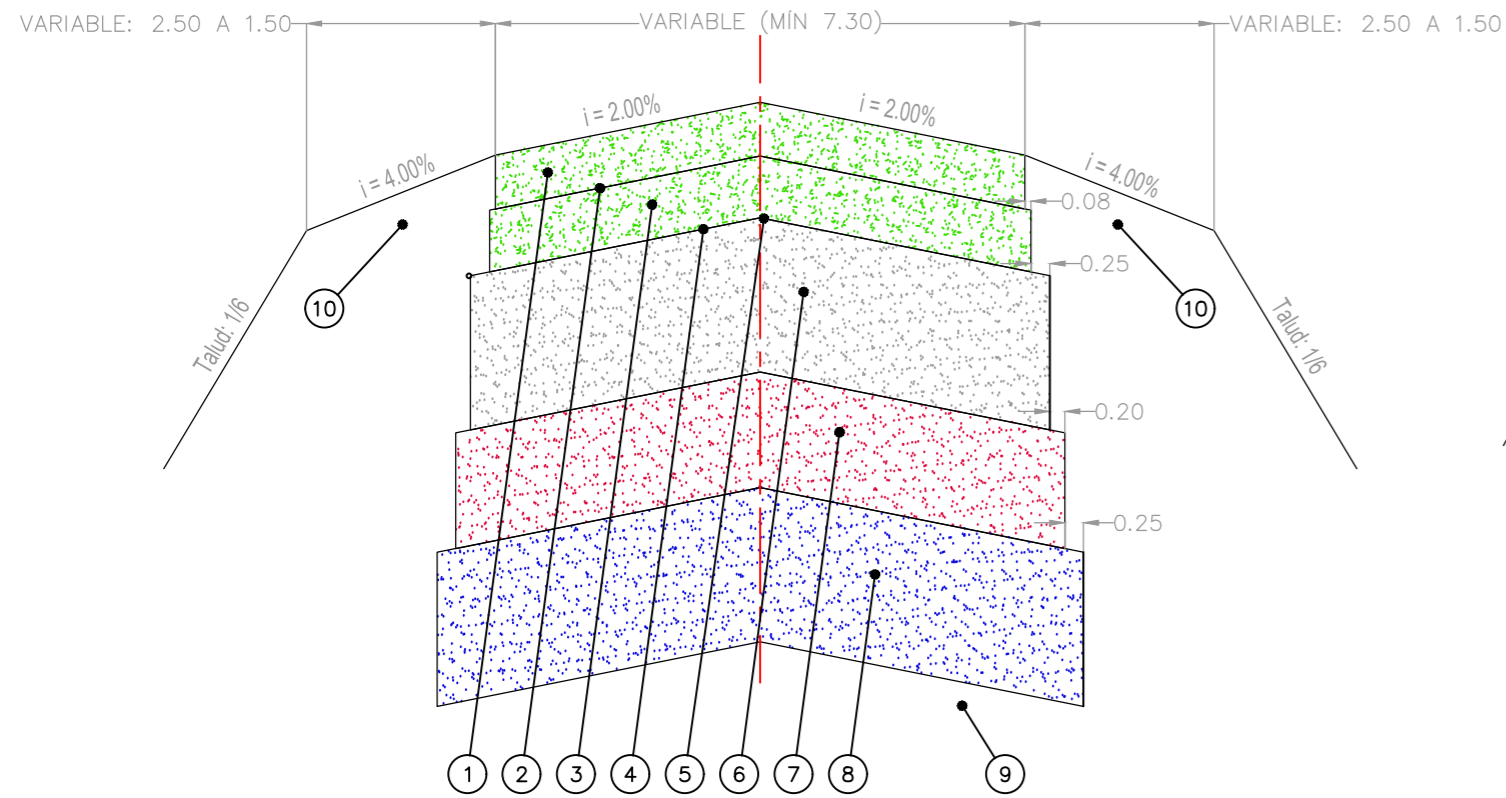 VARIABLE: 2.50 A 1.50
VARIABLE (MÍN 7.30)
VARIABLE: 2.50 A 1.50
i = 2.00%
i = 2.00%
i = 4.00%
i = 4.00%
0.08
0.25
10
10
Talud: 1/6
Talud: 1/6
0.20
0.25
1
2
3
4
5
6
7
8
9